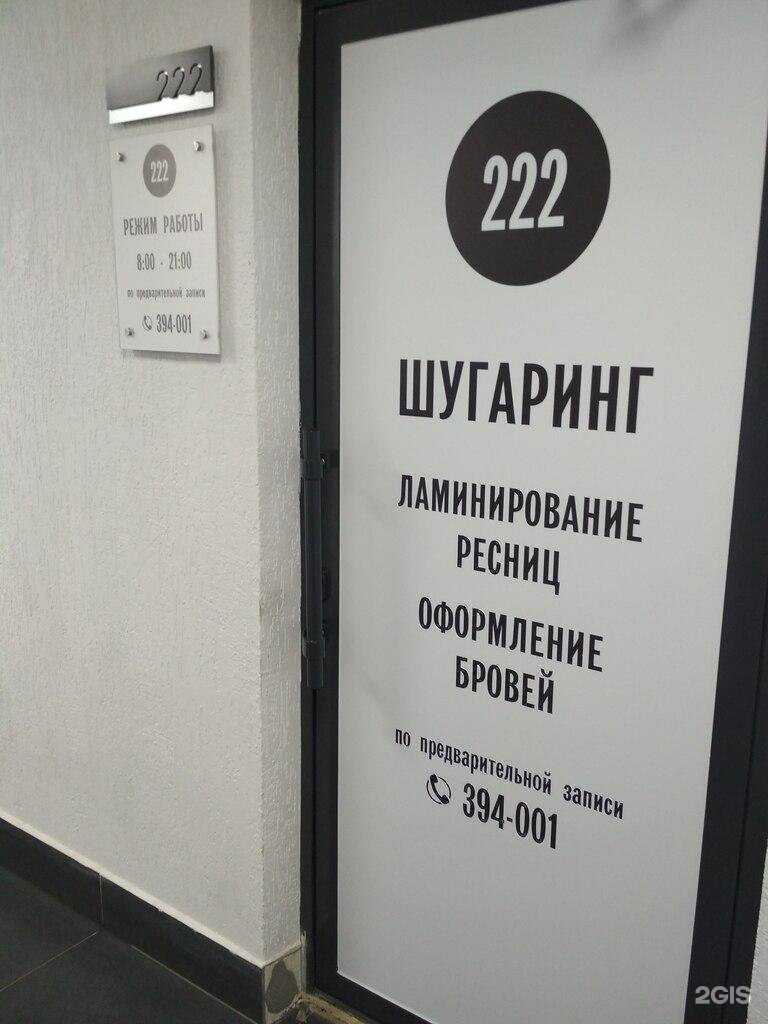 222
222
РЕЖИМ РАБОТЫ
8:00 - 21:00
по предварительной записи
394-001
222
ШУГАРИНГ
ЛАМИНИРОВАНИЕ
РЕСНИЦ
ОФОРМЛЕНИЕ
БРОВЕЙ
по предварительной записи
394-001
2GIS